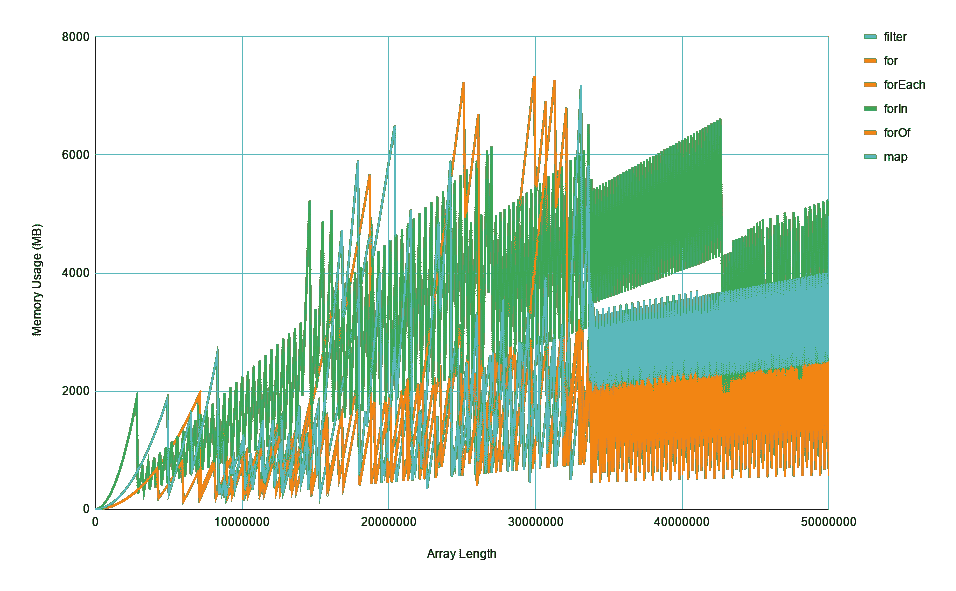 8000
6000
4000
2000
0
Memory Usage (MB)
0
10000000
20000000
30000000
40000000
50000000
Array Length
filter
for
forEach
forIn
forOf
map